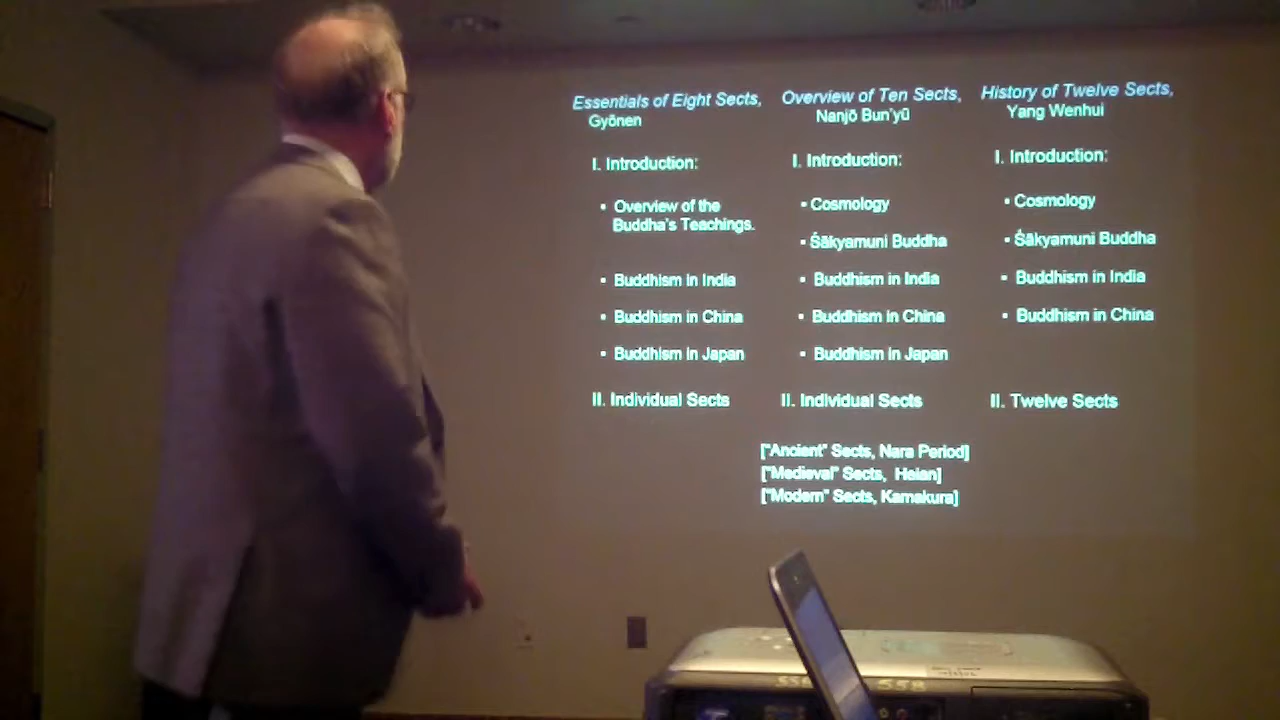 Essentials of Eight Sects,
Gyōnen
I. Introduction:
▪ Overview of the
Buddha's Teachings.
▪ Buddhism in India
▪ Buddhism in China
▪ Buddhism in Japan
II. Individual Sects
Overview of Ten Sects,
Nanjō Bun'yū
I. Introduction:
▪ Cosmology
▪ Śākyamuni Buddha
▪ Buddhism in India
▪ Buddhism in China
▪ Buddhism in Japan
II. Individual Sects
["Ancient" Sects, Nara Period]
["Medieval" Sects, Heian]
["Modern" Sects, Kamakura]
History of Twelve Sects,
Yang Wenhui
I. Introduction:
▪ Cosmology
▪ Śākyamuni Buddha
▪ Buddhism in India
▪ Buddhism in China
II. Twelve Sects
558